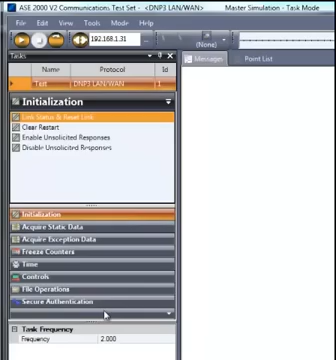 ASE 2000 V2 Communications Test Set - <DNP3 LAN/WAN> Master Simulation - Task Mode
File Edit View Tools Mode Help
192.168.1.31 ... (None)
Tasks Messages Point List
Name Protocol Id
Test DNP3 LAN/WAN 1
Initialization
Link Status & Reset Link
Clear Restart
Enable Unsolicited Responses
Disable Unsolicited Responses
Initialization
Acquire Static Data
Acquire Exception Data
Freeze Counters
Time
Controls
File Operations
Secure Authentication
Task Frequency
Frequency 2.000